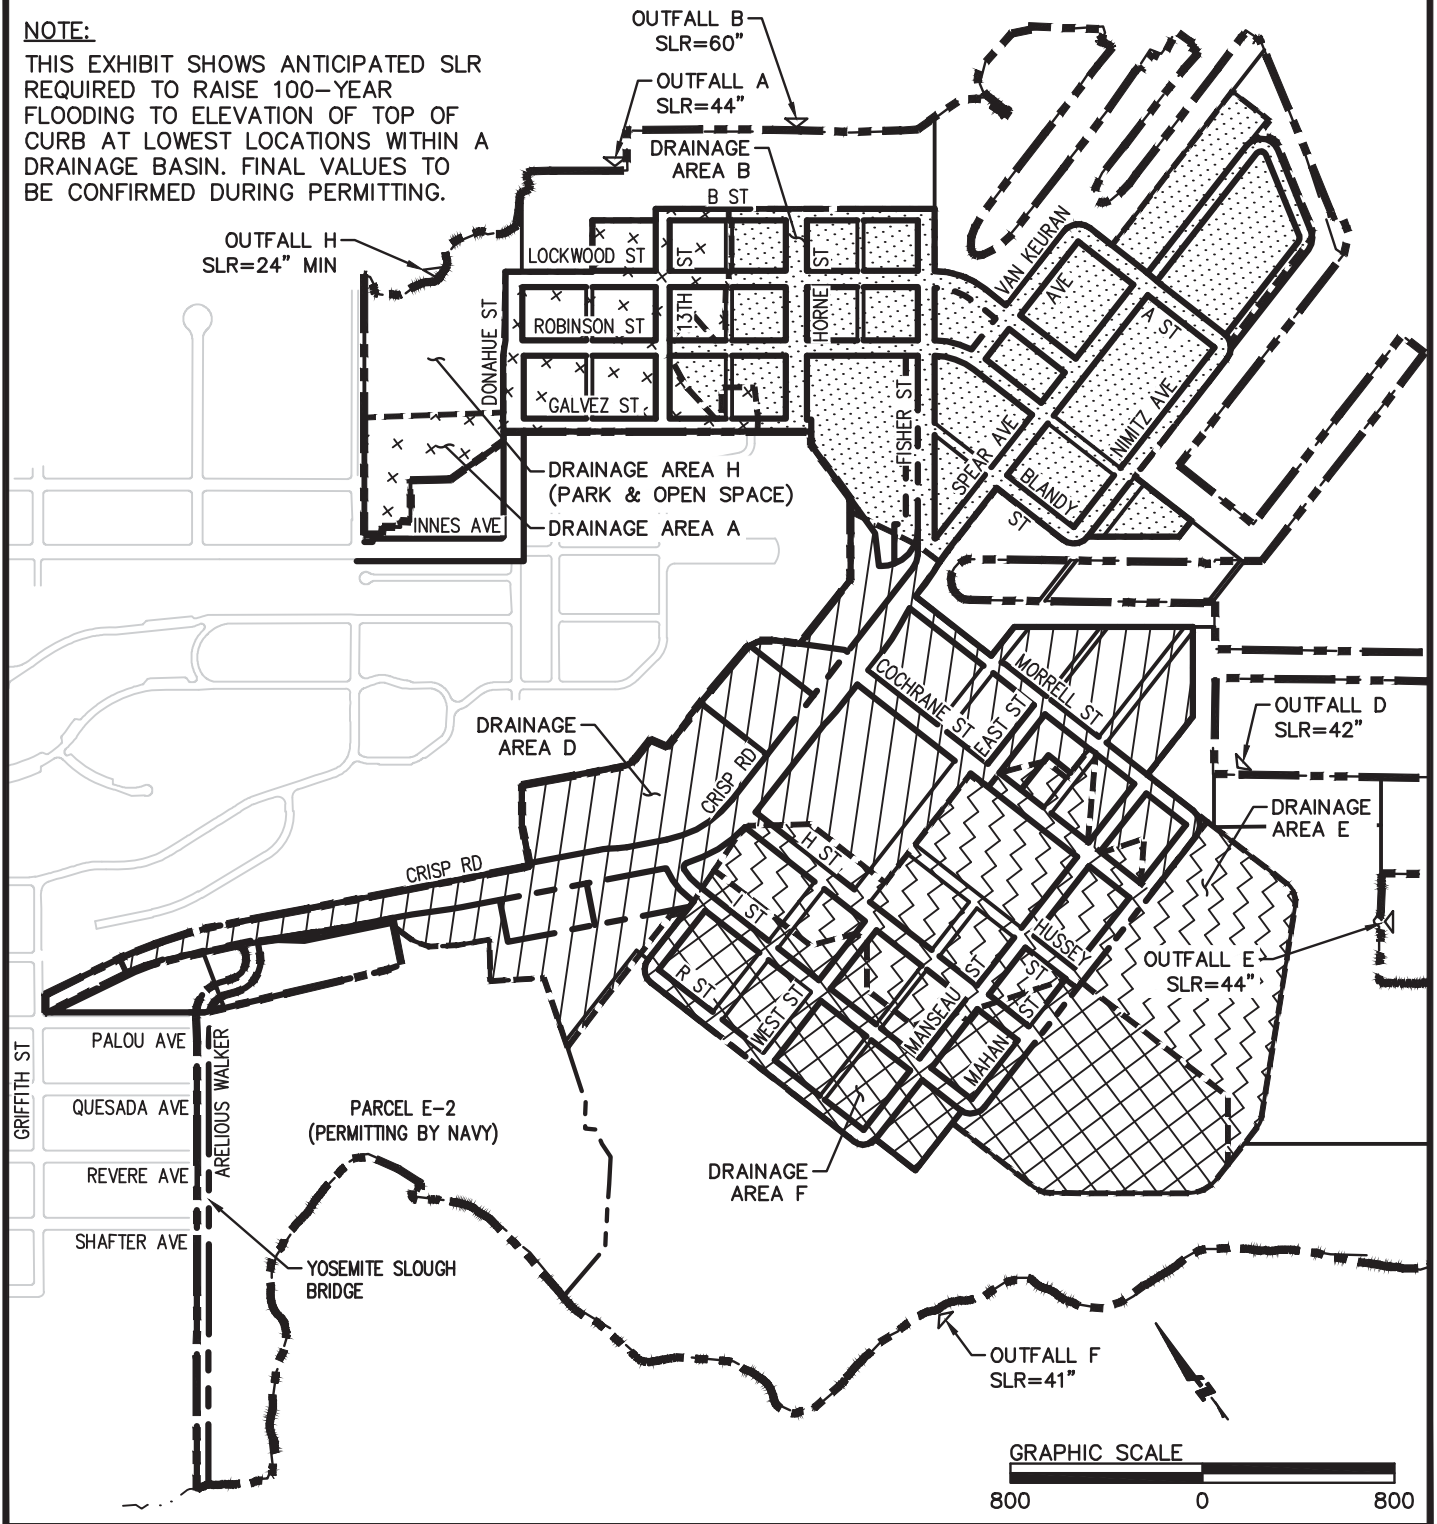 NOTE:
THIS EXHIBIT SHOWS ANTICIPATED SLR
REQUIRED TO RAISE 100-YEAR
FLOODING TO ELEVATION OF TOP OF
CURB AT LOWEST LOCATIONS WITHIN A
DRAINAGE BASIN. FINAL VALUES TO
BE CONFIRMED DURING PERMITTING.
OUTFALL B
SLR=60"
OUTFALL A
SLR=44"
DRAINAGE
AREA B
B ST
OUTFALL H
SLR=24" MIN
LOCKWOOD ST
ROBINSON ST
GALVEZ ST
DONAHUE ST
13TH ST
HORNE ST
FISHER ST
VAN KEURAN
AVE
A ST
NIMITZ AVE
SPEAR AVE
BLANDY
ST
DRAINAGE AREA H
(PARK & OPEN SPACE)
DRAINAGE AREA A
INNES AVE
COCHRANE ST
MORRELL ST
EAST ST
OUTFALL D
SLR=42"
DRAINAGE
AREA D
CRISP RD
DRAINAGE
AREA E
CRISP RD
H ST
I ST
R ST
WEST ST
MANSEAU
ST
HUSSEY
ST
MAHAN
ST
OUTFALL E
SLR=44"
PALOU AVE
GRIFFITH ST
ARELIOUS WALKER
QUESADA AVE
REVERE AVE
SHAFTER AVE
PARCEL E-2
(PERMITTING BY NAVY)
DRAINAGE
AREA F
YOSEMITE SLOUGH
BRIDGE
OUTFALL F
SLR=41"
GRAPHIC SCALE
800 0 800